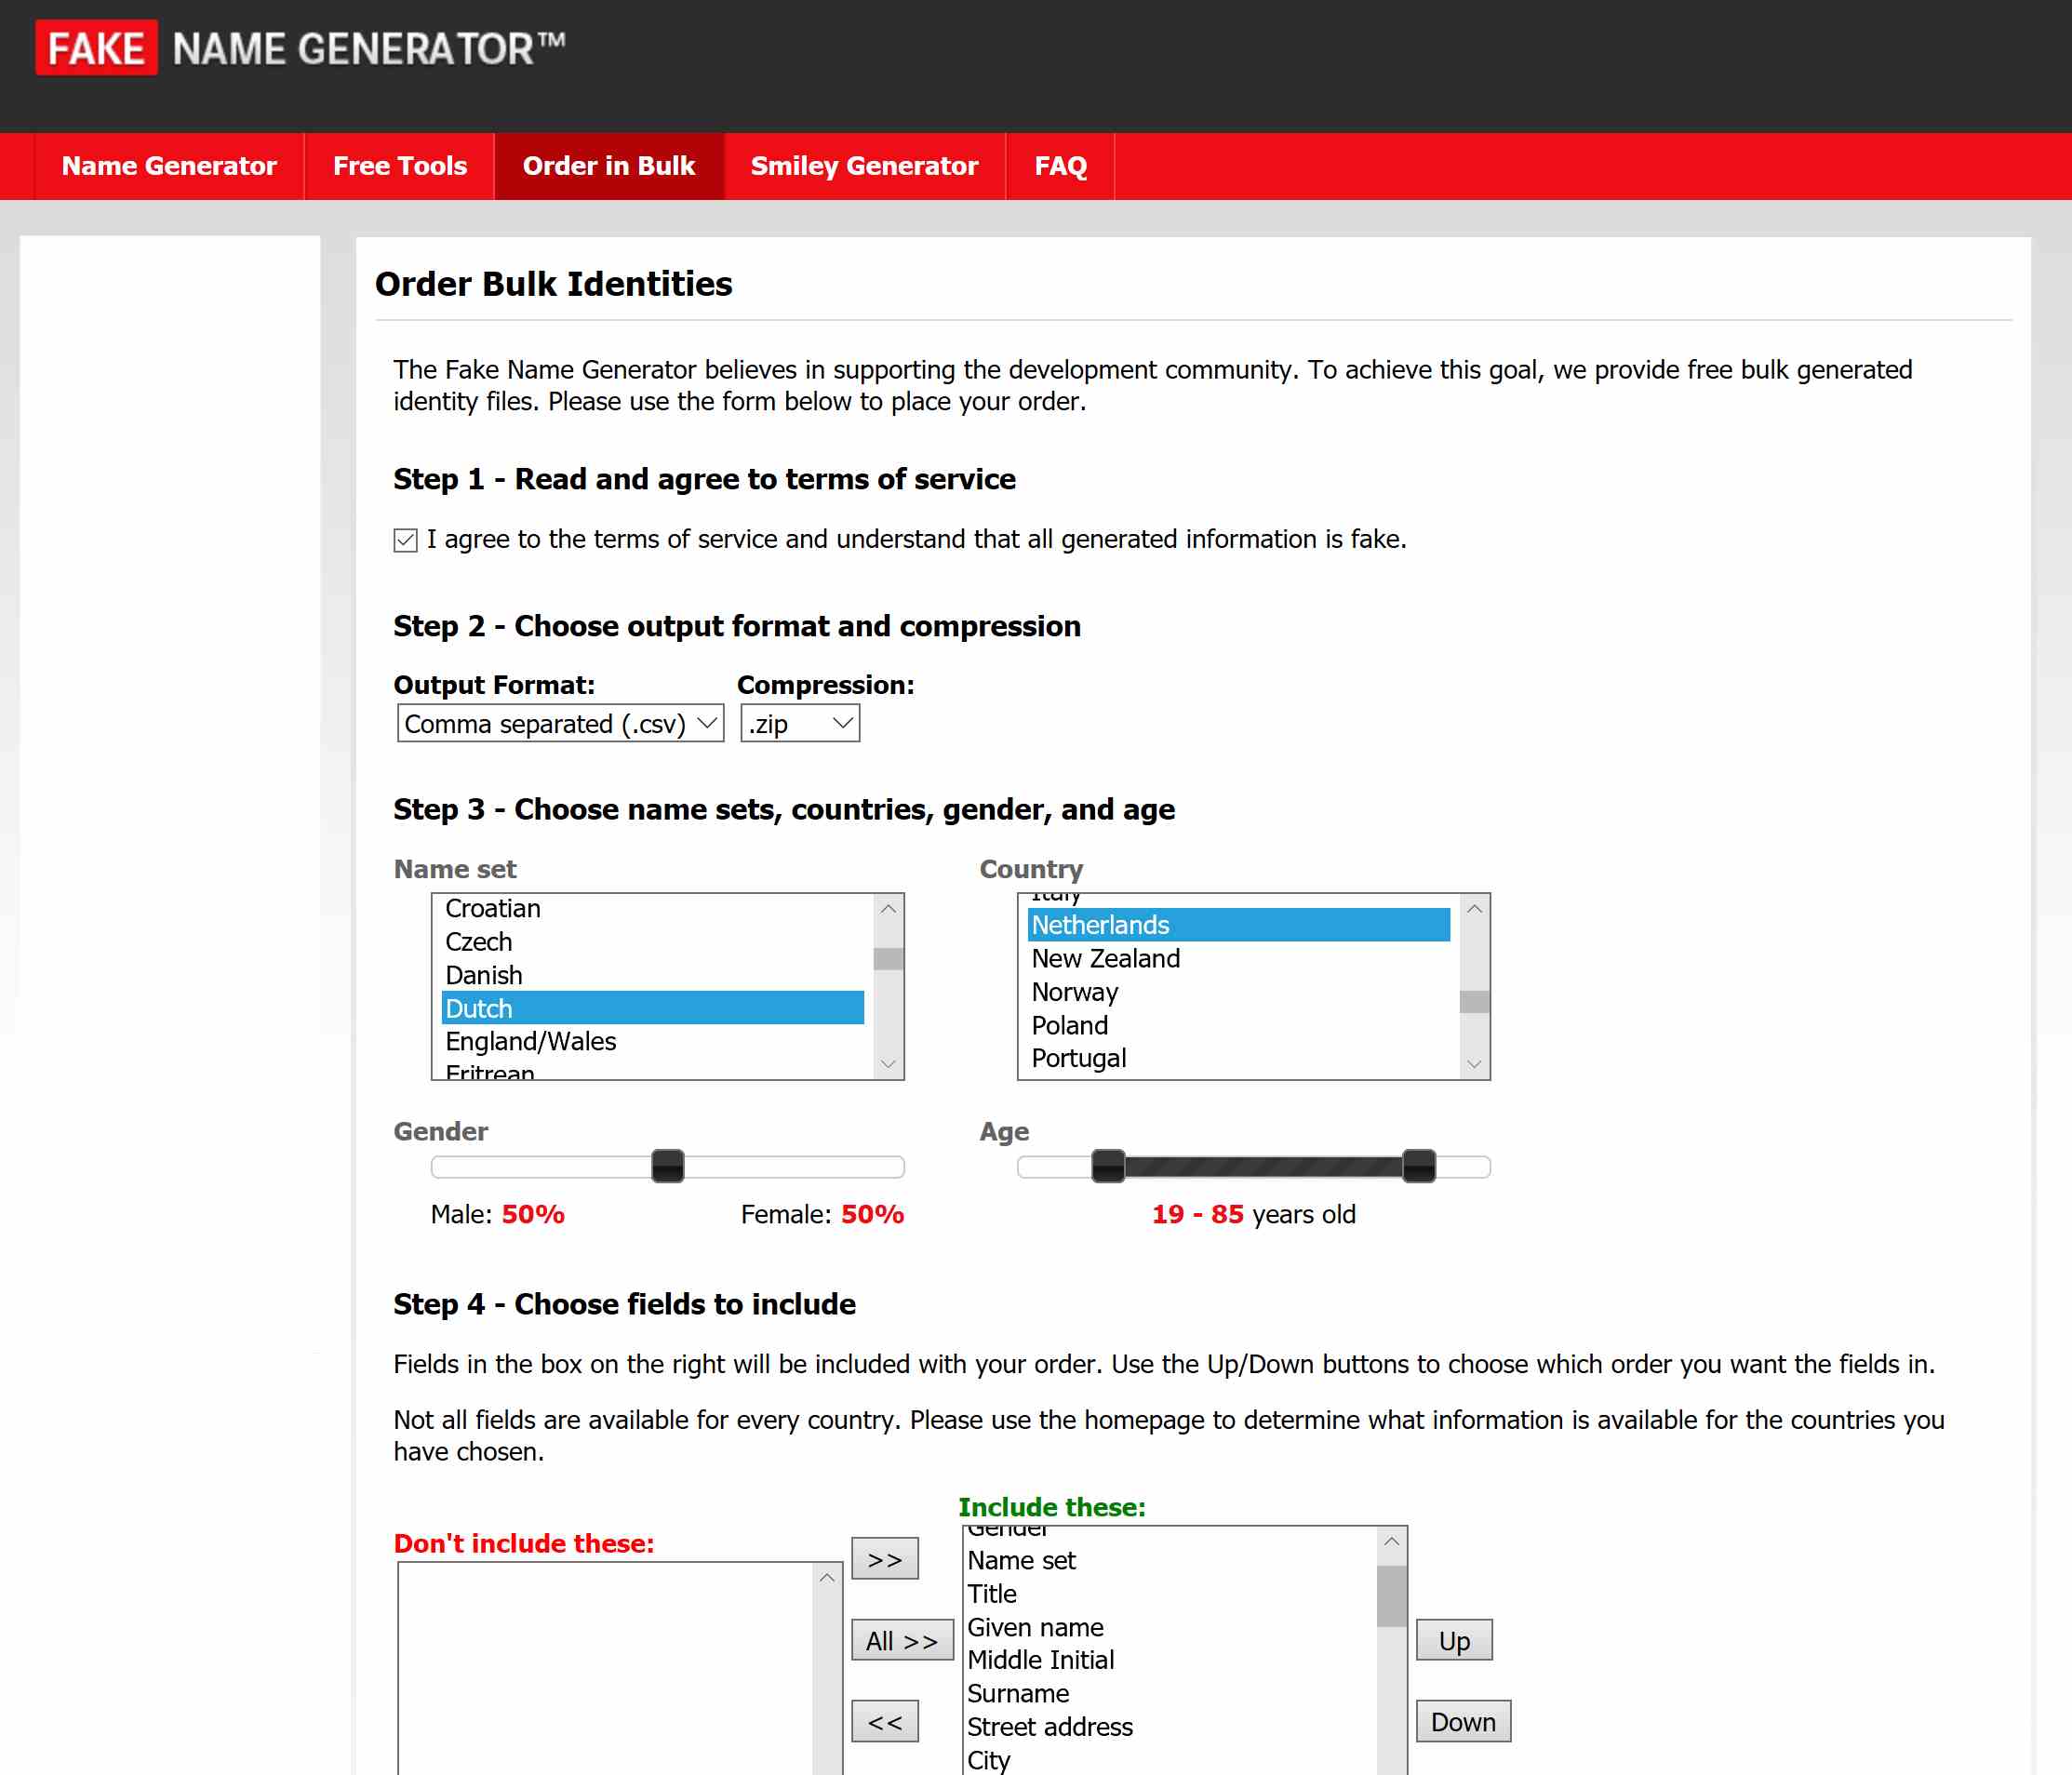 FAKE NAME GENERATOR™
Name Generator Free Tools Order in Bulk Smiley Generator FAQ
Order Bulk Identities
The Fake Name Generator believes in supporting the development community. To achieve this goal, we provide free bulk generated
identity files. Please use the form below to place your order.
Step 1 - Read and agree to terms of service
I agree to the terms of service and understand that all generated information is fake.
Step 2 - Choose output format and compression
Output Format: Compression:
Comma separated (.csv) .zip
Step 3 - Choose name sets, countries, gender, and age
Name set
Croatian
Czech
Danish
Dutch
England/Wales
Eritrean
Country
Italy
Netherlands
New Zealand
Norway
Poland
Portugal
Gender
Male: 50% Female: 50%
Age
19 - 85 years old
Step 4 - Choose fields to include
Fields in the box on the right will be included with your order. Use the Up/Down buttons to choose which order you want the fields in.
Not all fields are available for every country. Please use the homepage to determine what information is available for the countries you
have chosen.
Don't include these:
>>
All >>
<<
Include these:
Gender
Name set
Title
Given name
Middle Initial
Surname
Street address
City
Up
Down